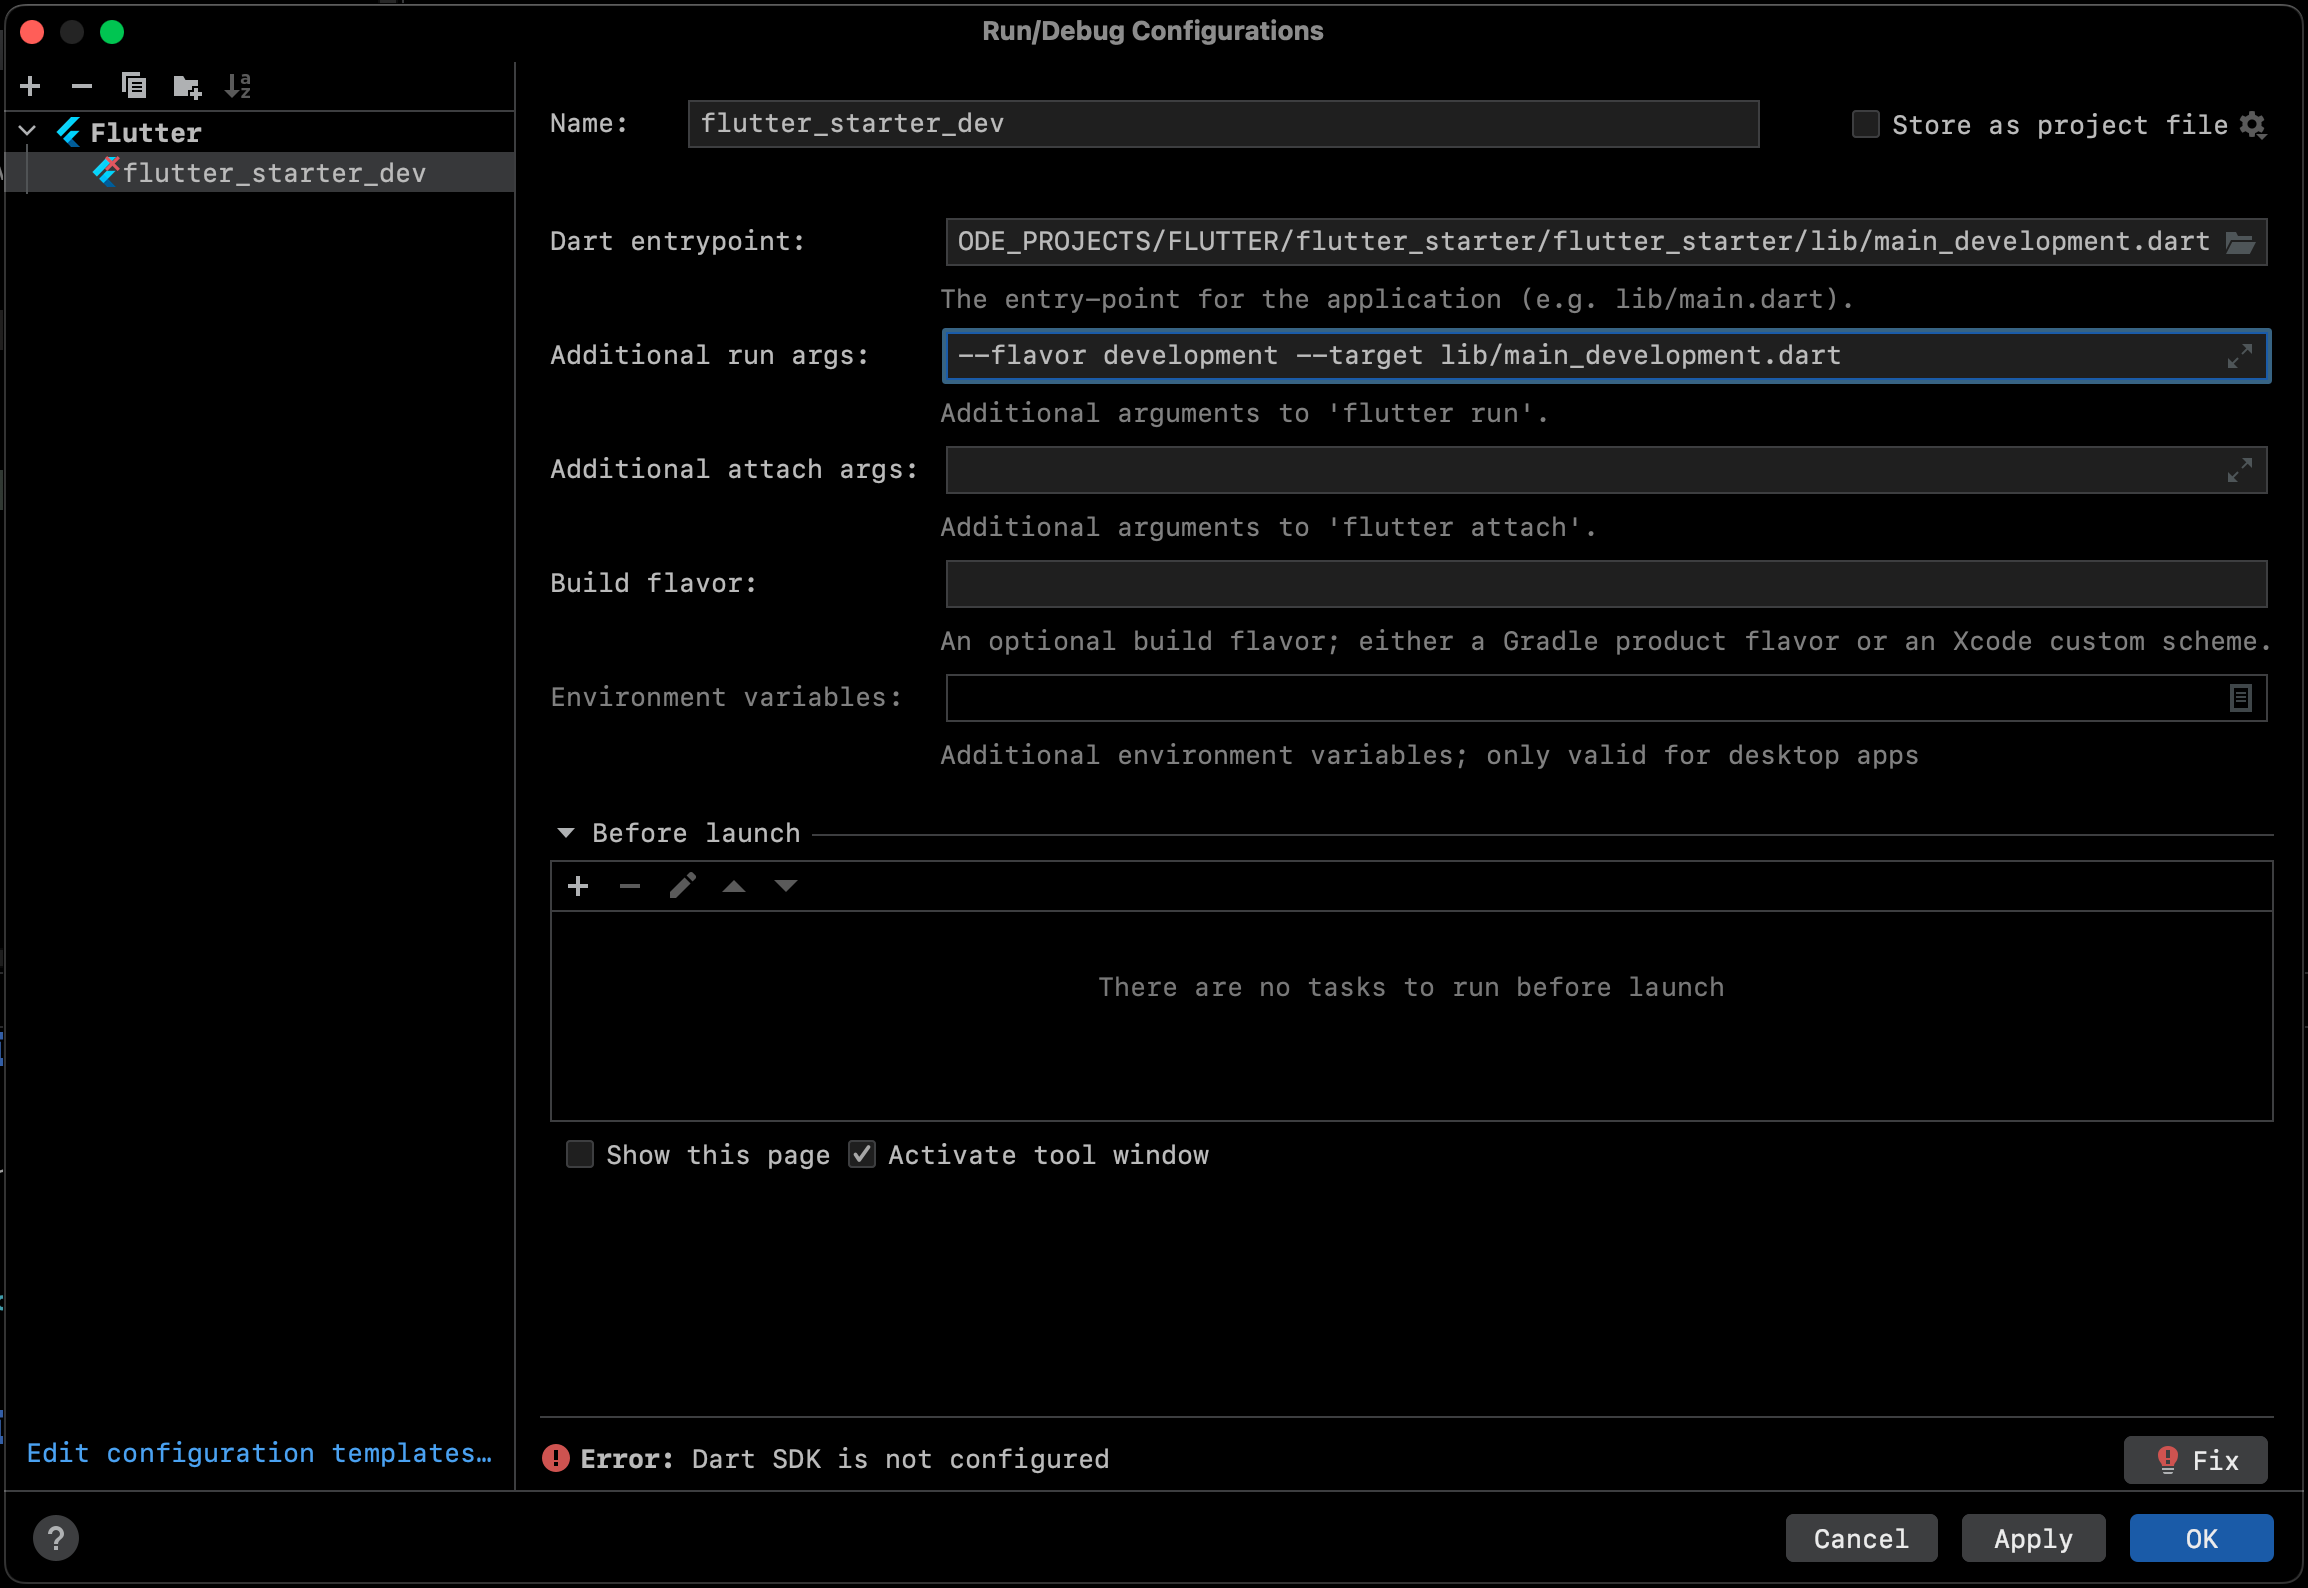 Run/Debug Configurations
Flutter
flutter_starter_dev
Edit configuration templates...
Name: flutter_starter_dev Store as project file
Dart entrypoint: ODE_PROJECTS/FLUTTER/flutter_starter/flutter_starter/lib/main_development.dart
The entry-point for the application (e.g. lib/main.dart).
Additional run args: --flavor development --target lib/main_development.dart
Additional arguments to 'flutter run'.
Additional attach args:
Additional arguments to 'flutter attach'.
Build flavor:
An optional build flavor; either a Gradle product flavor or an Xcode custom scheme.
Environment variables:
Additional environment variables; only valid for desktop apps
Before launch
There are no tasks to run before launch
Show this page Activate tool window
Error: Dart SDK is not configured Fix
? Cancel Apply OK